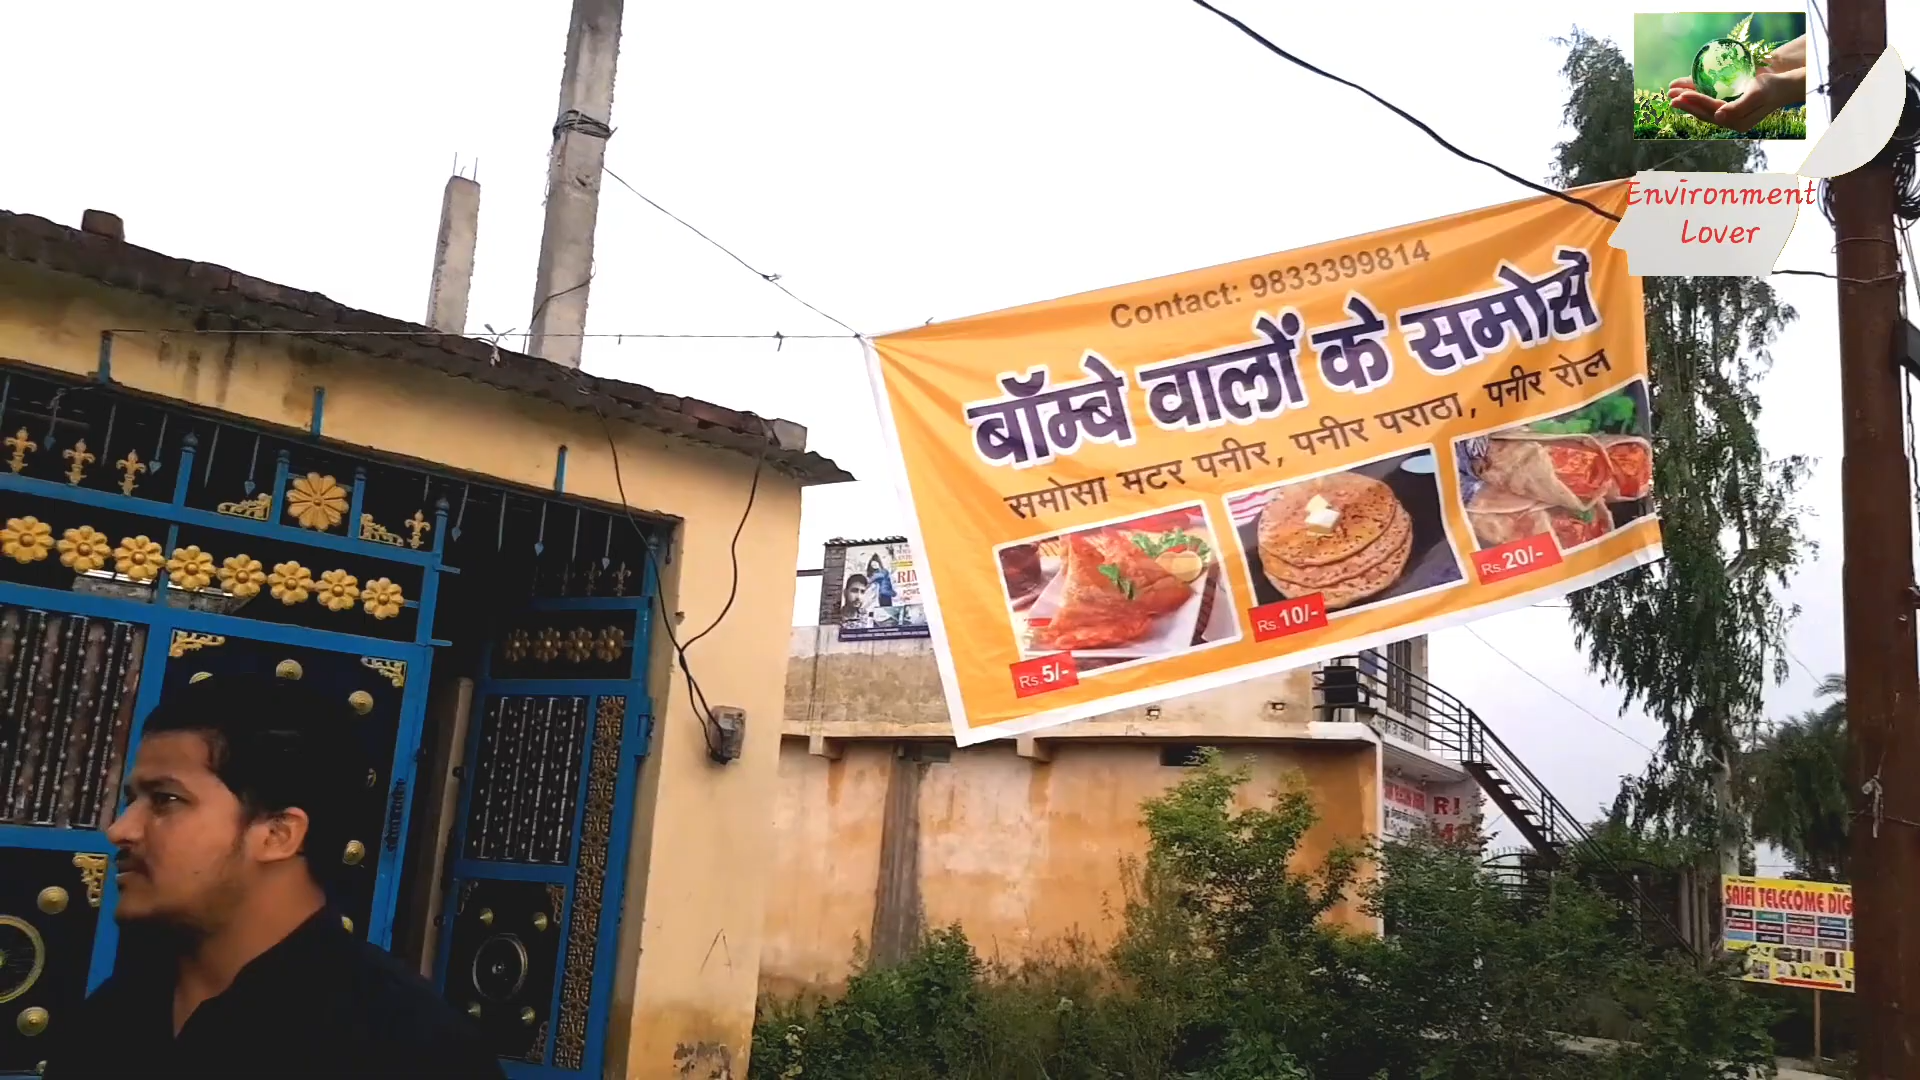 Environment
Lover
Contact: 9833399814
बॉम्बे वालों के समोसे
समोसा मटर पनीर, पनीर पराठा, पनीर रोल
Rs.5/-
Rs.10/-
Rs.20/-
SAIFI TELECOME DIG